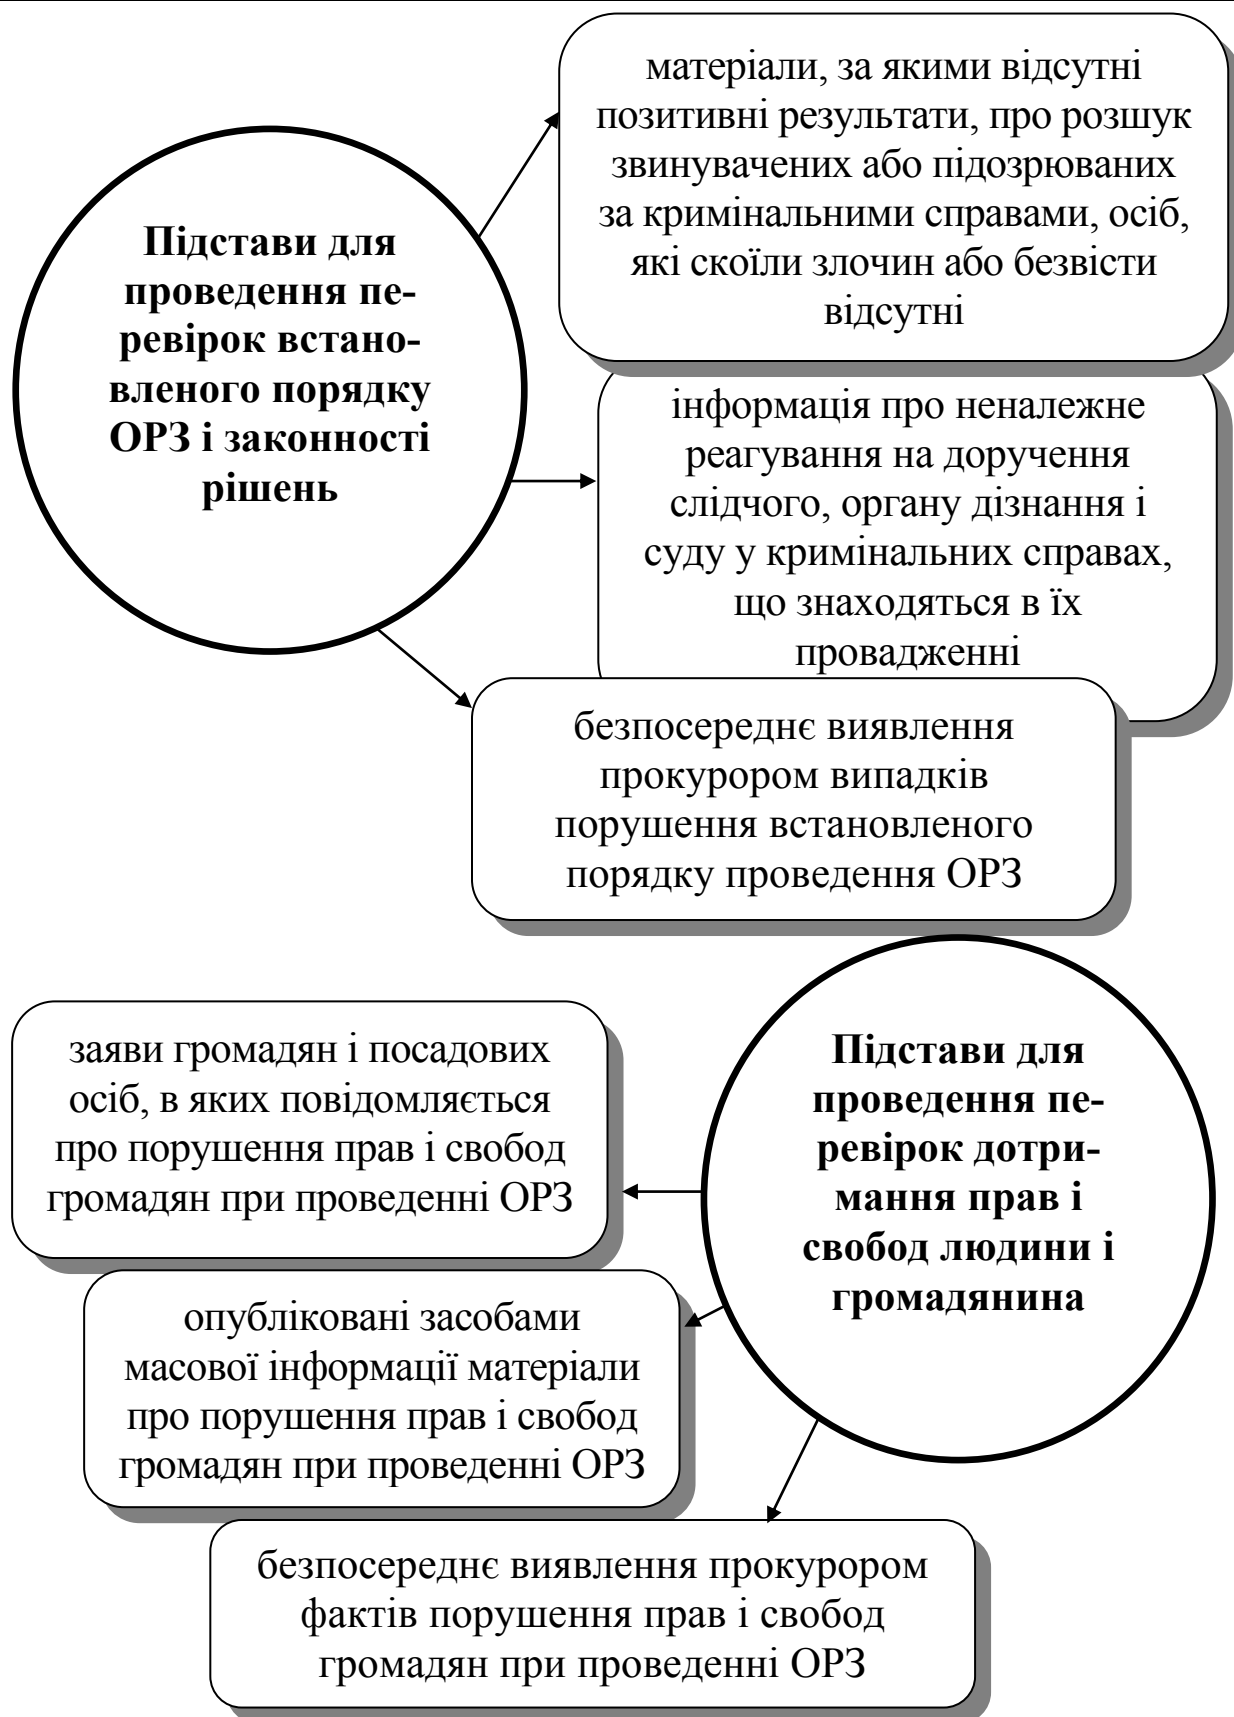 матеріали, за якими відсутні
позитивні результати, про розшук
звинувачених або підозрюваних
за кримінальними справами, осіб,
які скоїли злочин або безвісти
відсутні
Підстави для
проведення пе-
ревірок встано-
вленого порядку
ОРЗ і законності
рішень
інформація про неналежне
реагування на доручення
слідчого, органу дізнання і
суду у кримінальних справах,
що знаходяться в їх
провадженні
безпосереднє виявлення
прокурором випадків
порушення встановленого
порядку проведення ОРЗ
Підстави для
проведення пе-
ревірок дотри-
мання прав і
свобод людини і
громадянина
заяви громадян і посадових
осіб, в яких повідомляється
про порушення прав і свобод
громадян при проведенні ОРЗ
опубліковані засобами
масової інформації матеріали
про порушення прав і свобод
громадян при проведенні ОРЗ
безпосереднє виявлення прокурором
фактів порушення прав і свобод
громадян при проведенні ОРЗ